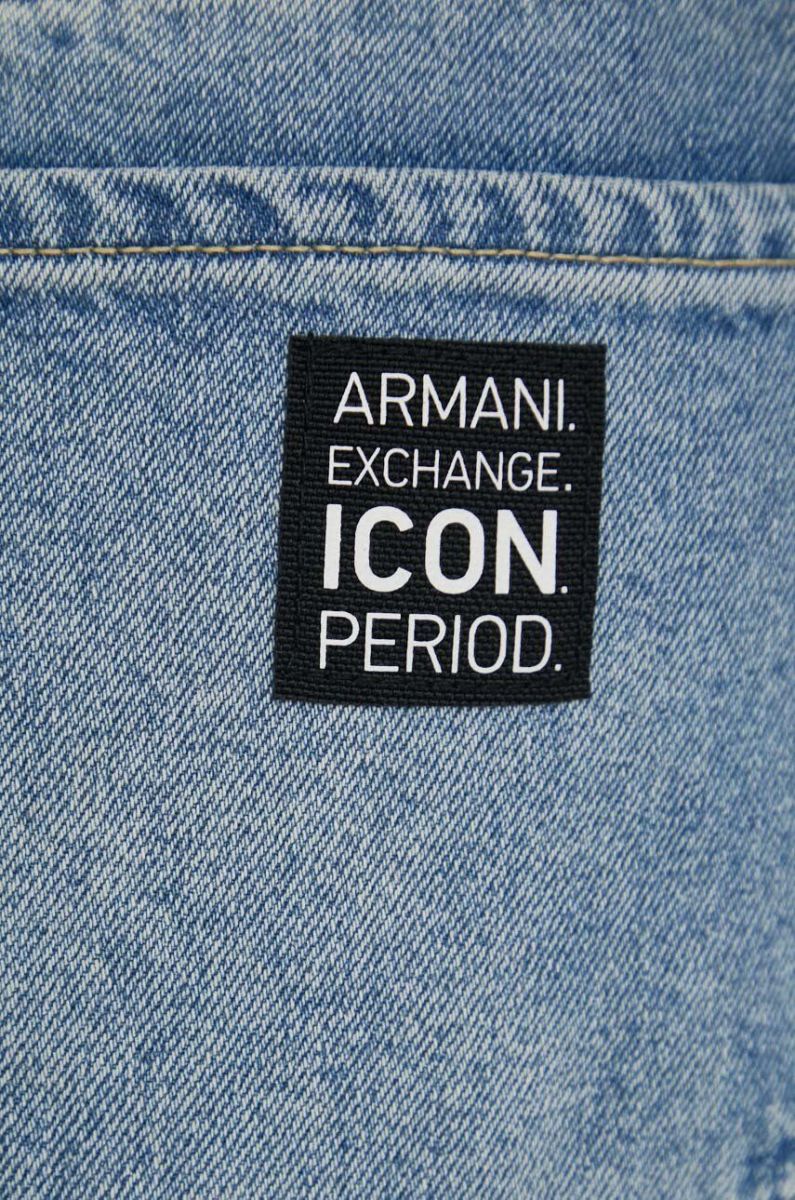 ARMANI.
EXCHANGE.
ICON.
PERIOD.